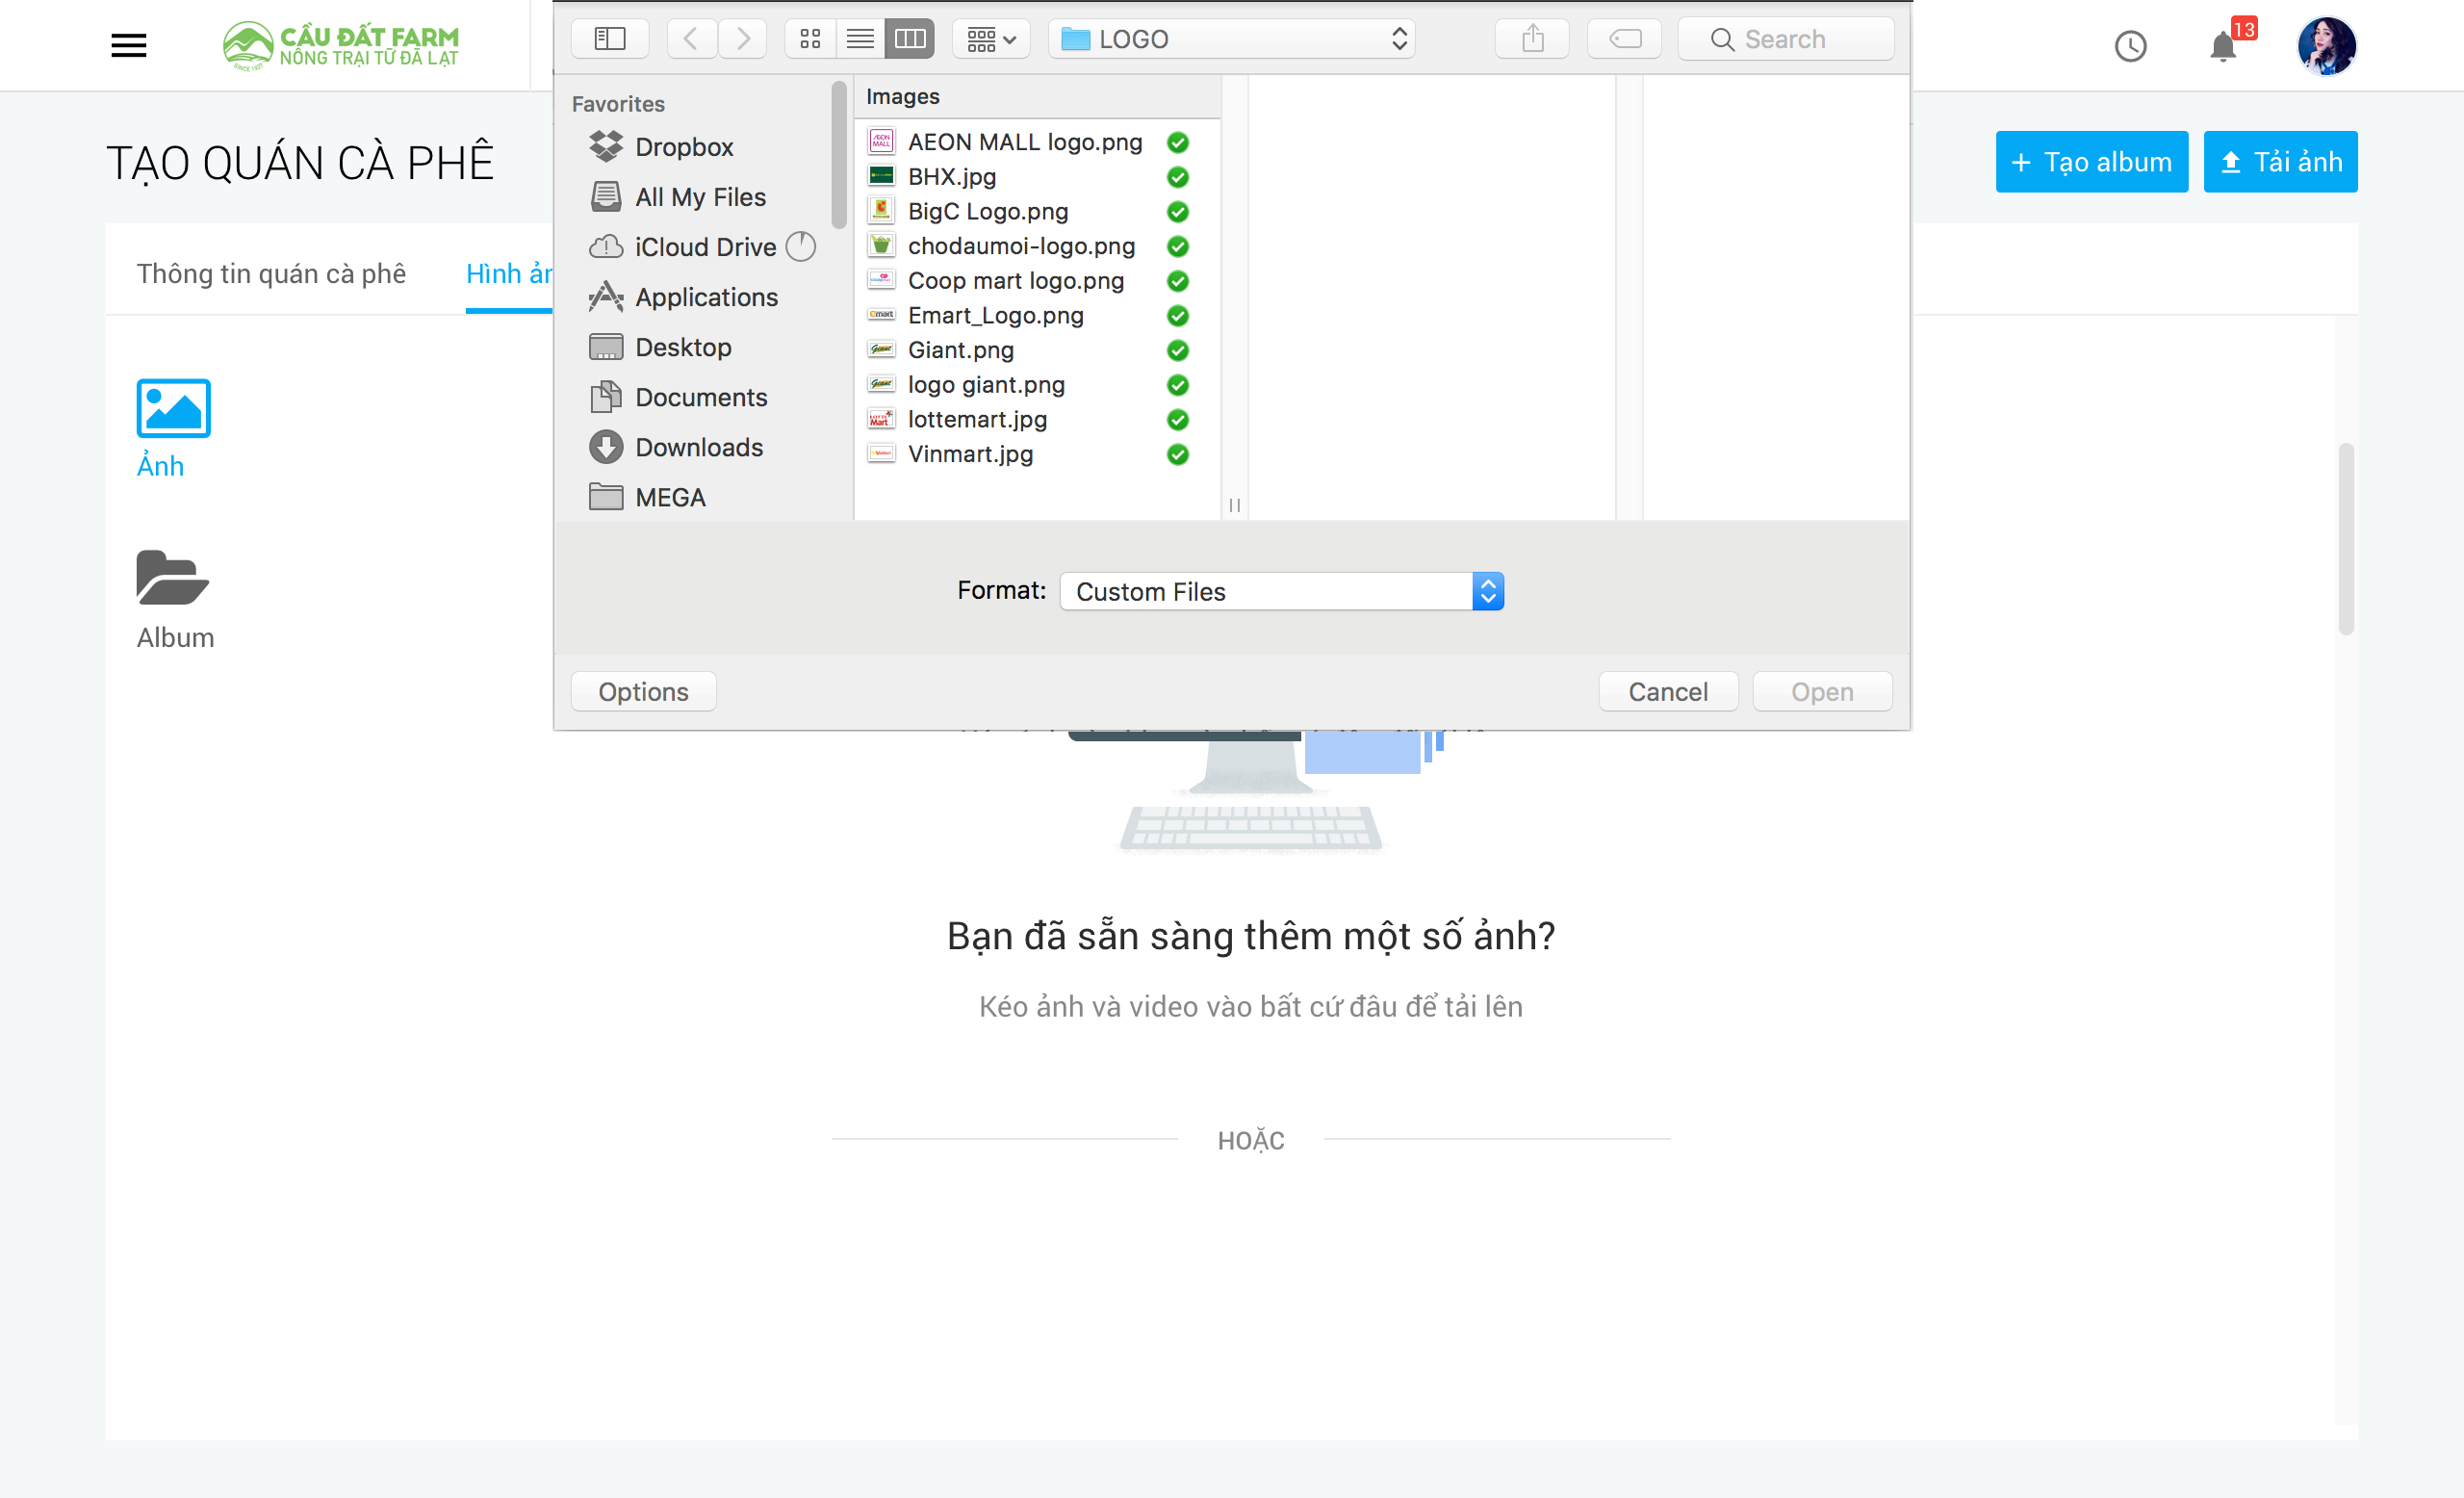 CẦU ĐẤT FARM
NÔNG TRẠI TỪ ĐÀ LẠT
SINCE 1927
LOGO
Search
13
TẠO QUÁN CÀ PHÊ
+ Tạo album
Tải ảnh
Thông tin quán cà phê
Hình ản
Ảnh
Album
Favorites
Dropbox
All My Files
iCloud Drive
Applications
Desktop
Documents
Downloads
MEGA
Images
AEON MALL logo.png
BHX.jpg
BigC Logo.png
chodaumoi-logo.png
Coop mart logo.png
Emart_Logo.png
Giant.png
logo giant.png
lottemart.jpg
Vinmart.jpg
Format:
Custom Files
Options
Cancel
Open
Bạn đã sẵn sàng thêm một số ảnh?
Kéo ảnh và video vào bất cứ đâu để tải lên
HOẶC